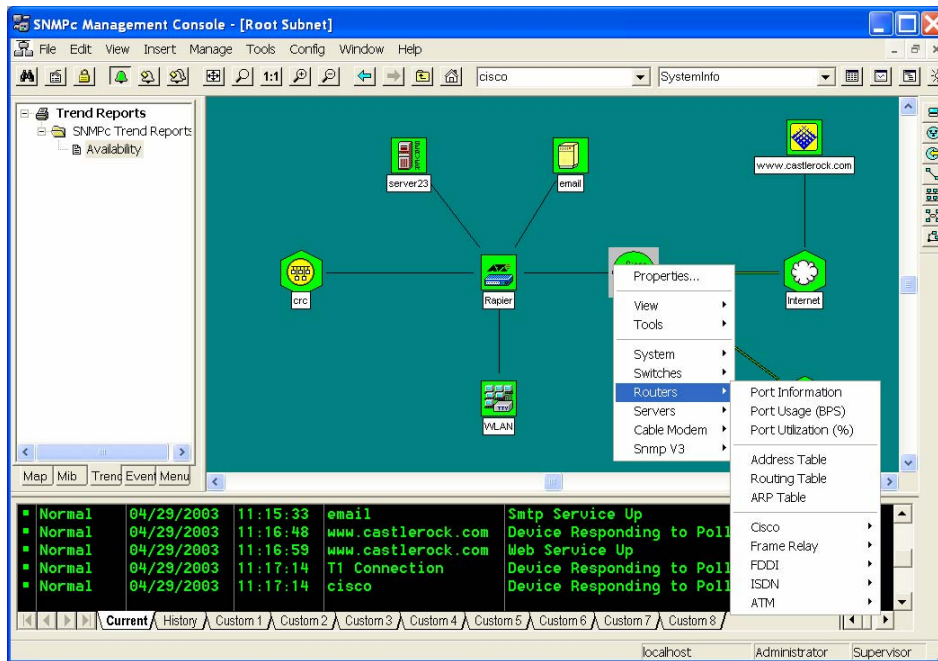 SNMPc Management Console - [Root Subnet]
File Edit View Insert Manage Tools Config Window Help
1:1 cisco SystemInfo
Trend Reports
SNMPc Trend Reports
Availability
Map Mib Trend Event Menu
server23
email
www.castlerock.com
crc
Rapier
Cisco
Internet
WLAN
Properties...
View
Tools
System
Switches
Routers
Servers
Cable Modem
Snmp V3
Port Information
Port Usage (BPS)
Port Utilization (%)
Address Table
Routing Table
ARP Table
Cisco
Frame Relay
FDDI
ISDN
ATM
Normal 04/29/2003 11:15:33 email Smtp Service Up
Normal 04/29/2003 11:16:48 www.castlerock.com Device Responding to Poll
Normal 04/29/2003 11:16:59 www.castlerock.com Web Service Up
Normal 04/29/2003 11:17:14 T1 Connection Device Responding to Poll
Normal 04/29/2003 11:17:14 cisco Device Responding to Poll
Current History Custom 1 Custom 2 Custom 3 Custom 4 Custom 5 Custom 6 Custom 7 Custom 8
localhost Administrator Supervisor